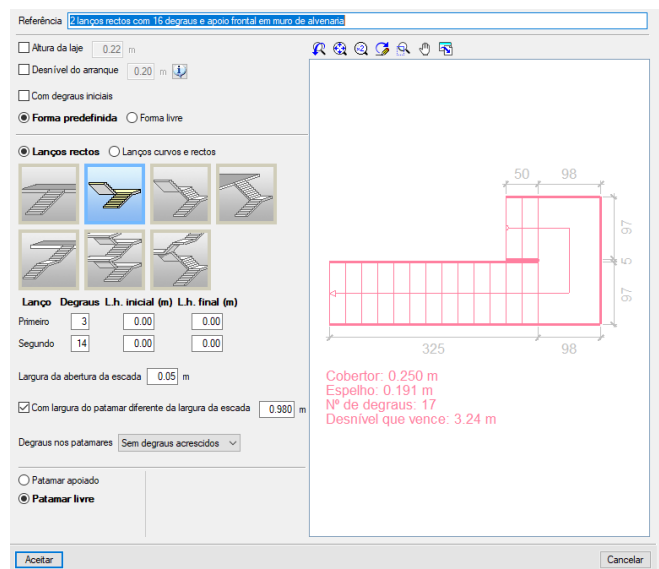 Referência 2 lanços rectos com 16 degraus e apoio frontal em muro de alvenaria
Altura da laje 0.22 m
Desnível do arranque 0.20 m
Com degraus iniciais
Forma predefinida Forma livre
Lanços rectos Lanços curvos e rectos
Lanço Degraus L.h. inicial (m) L.h. final (m)
Primeiro 3 0.00 0.00
Segundo 14 0.00 0.00
Largura da abertura da escada 0.05 m
Com largura do patamar diferente da largura da escada 0.980 m
Degraus nos patamares Sem degraus acrescidos
Patamar apoiado
Patamar livre
50 98
97
5
97
325 98
Cobertor: 0.250 m
Espelho: 0.191 m
Nº de degraus: 17
Desnível que vence: 3.24 m
Aceitar Cancelar